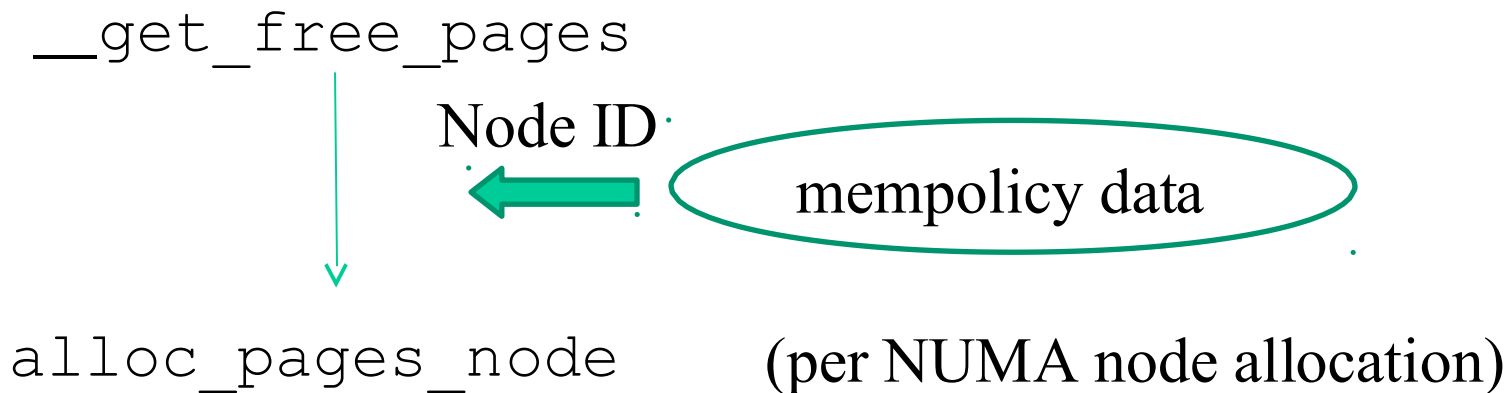 __get_free_pages
Node ID
mempolicy data
alloc_pages_node (per NUMA node allocation)